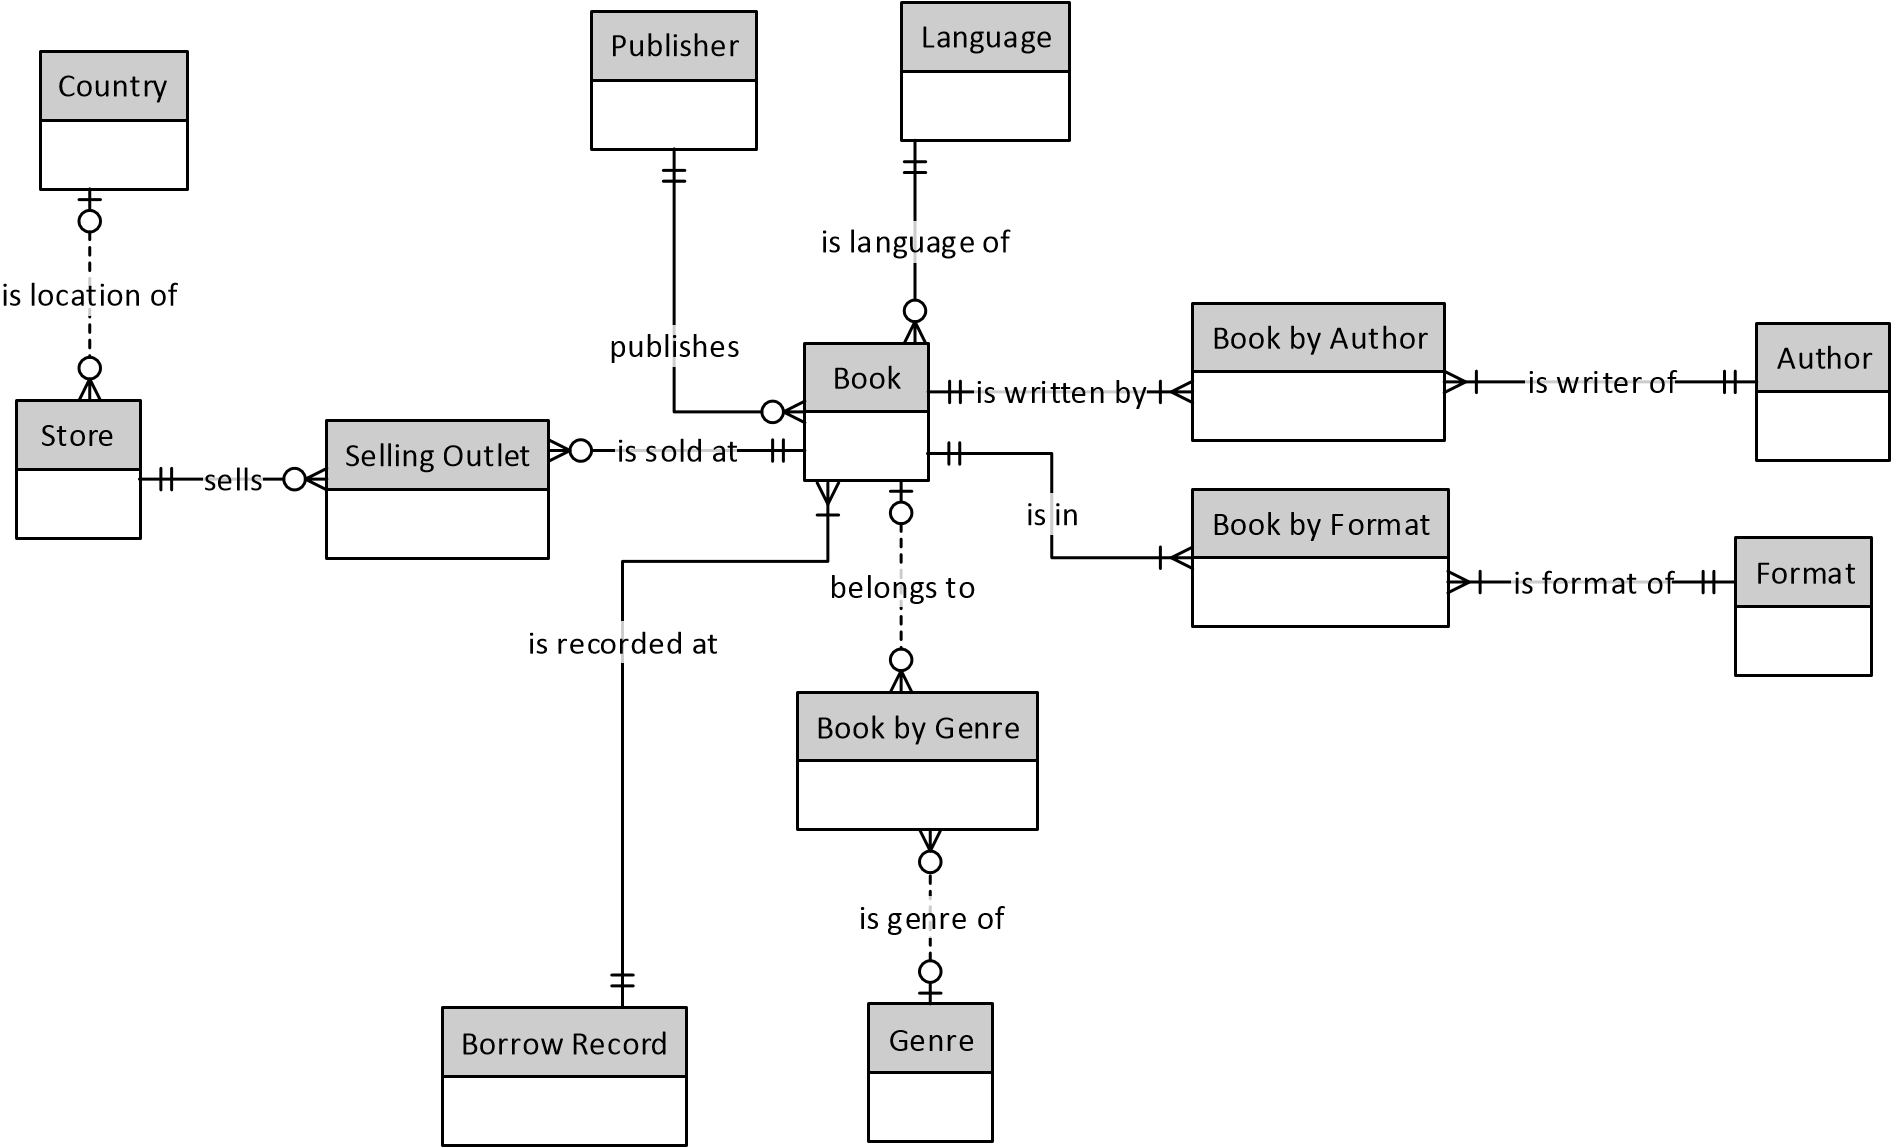 Publisher
Language
Country
is language of
is location of
publishes
Book by Author
Author
Book
is written by
is writer of
Store
Selling Outlet
is sold at
sells
is in
Book by Format
Format
belongs to
is format of
is recorded at
Book by Genre
is genre of
Borrow Record
Genre